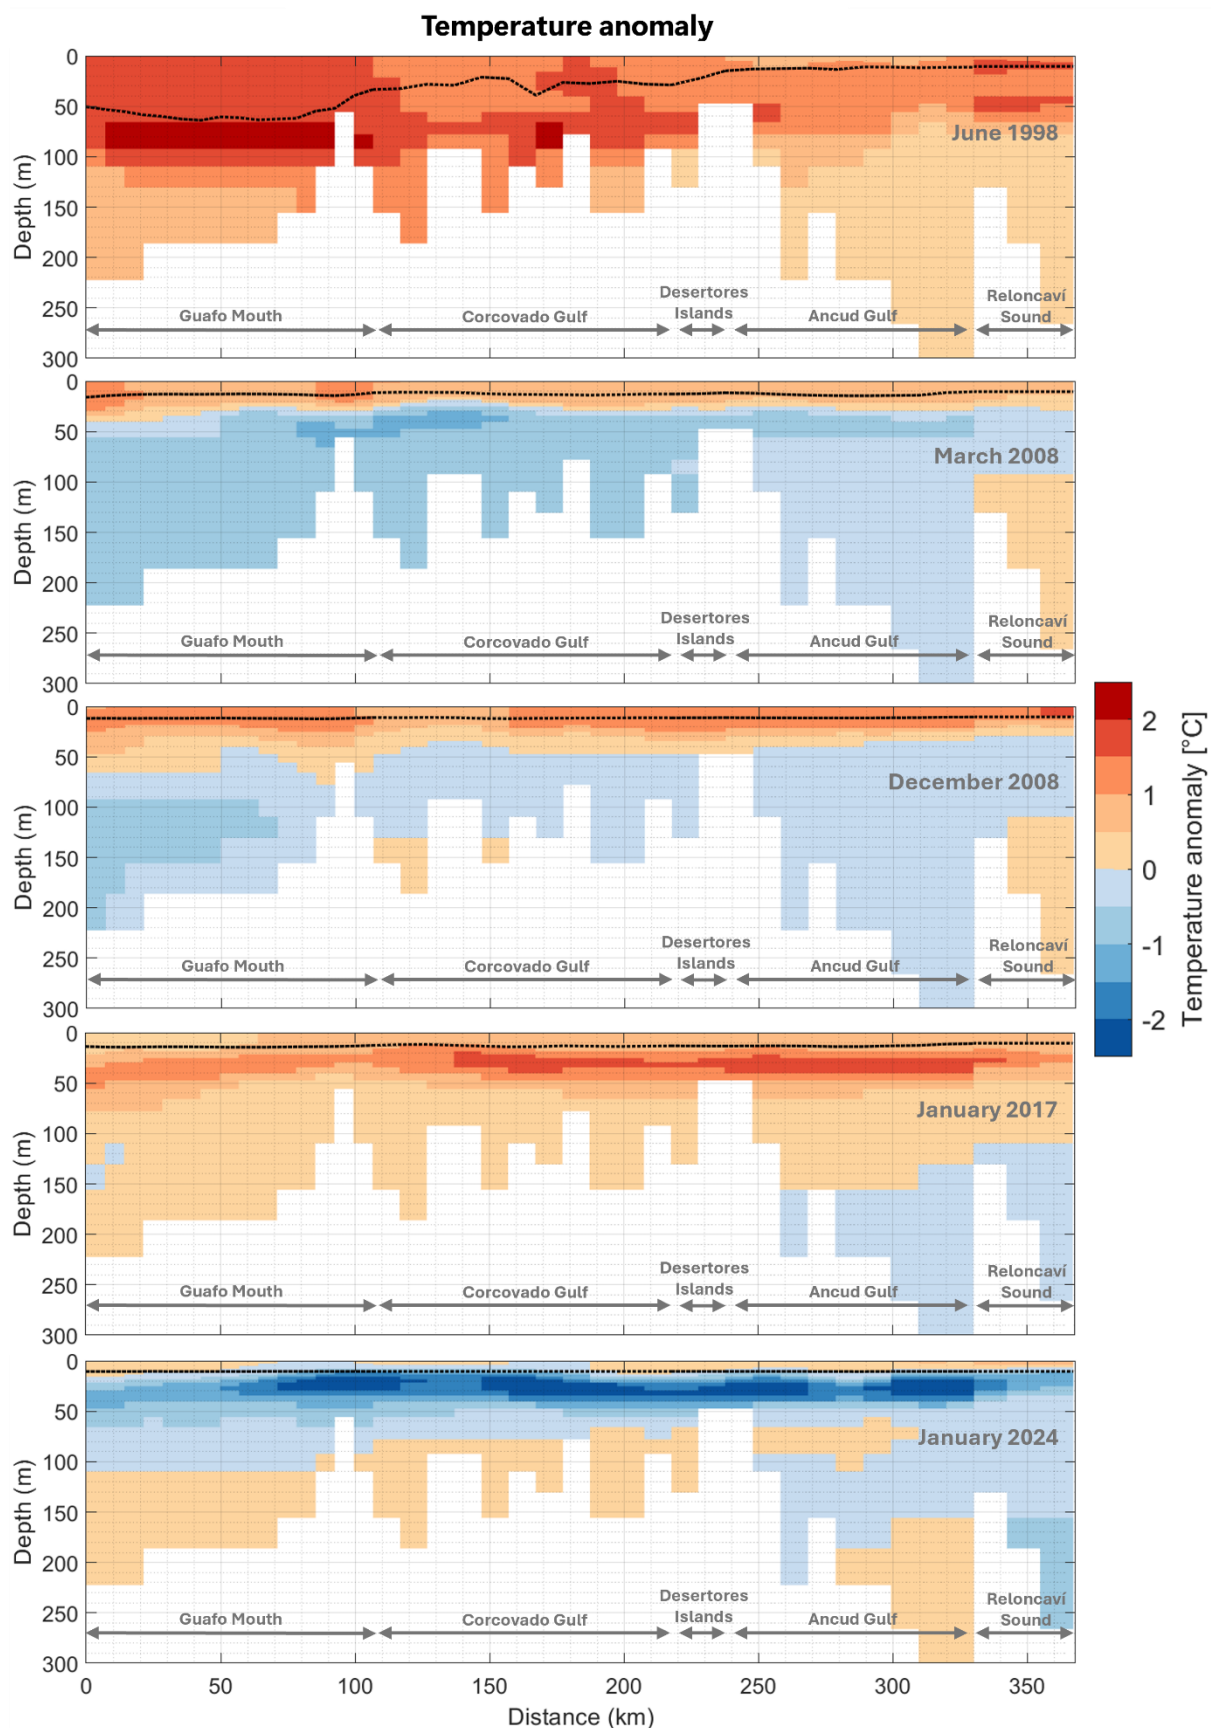 Temperature anomaly
0
50
100
150
200
250
300
Depth (m)
June 1998
Guafo Mouth
Corcovado Gulf
Desertores
Islands
Ancud Gulf
Reloncaví
Sound
0
50
100
150
200
250
300
Depth (m)
March 2008
Guafo Mouth
Corcovado Gulf
Desertores
Islands
Ancud Gulf
Reloncaví
Sound
0
50
100
150
200
250
300
Depth (m)
December 2008
Guafo Mouth
Corcovado Gulf
Desertores
Islands
Ancud Gulf
Reloncaví
Sound
2
1
0
-1
-2
Temperature anomaly [°C]
0
50
100
150
200
250
300
Depth (m)
January 2017
Guafo Mouth
Corcovado Gulf
Desertores
Islands
Ancud Gulf
Reloncaví
Sound
0
50
100
150
200
250
300
Depth (m)
January 2024
Guafo Mouth
Corcovado Gulf
Desertores
Islands
Ancud Gulf
Reloncaví
Sound
0 50 100 150 200 250 300 350
Distance (km)